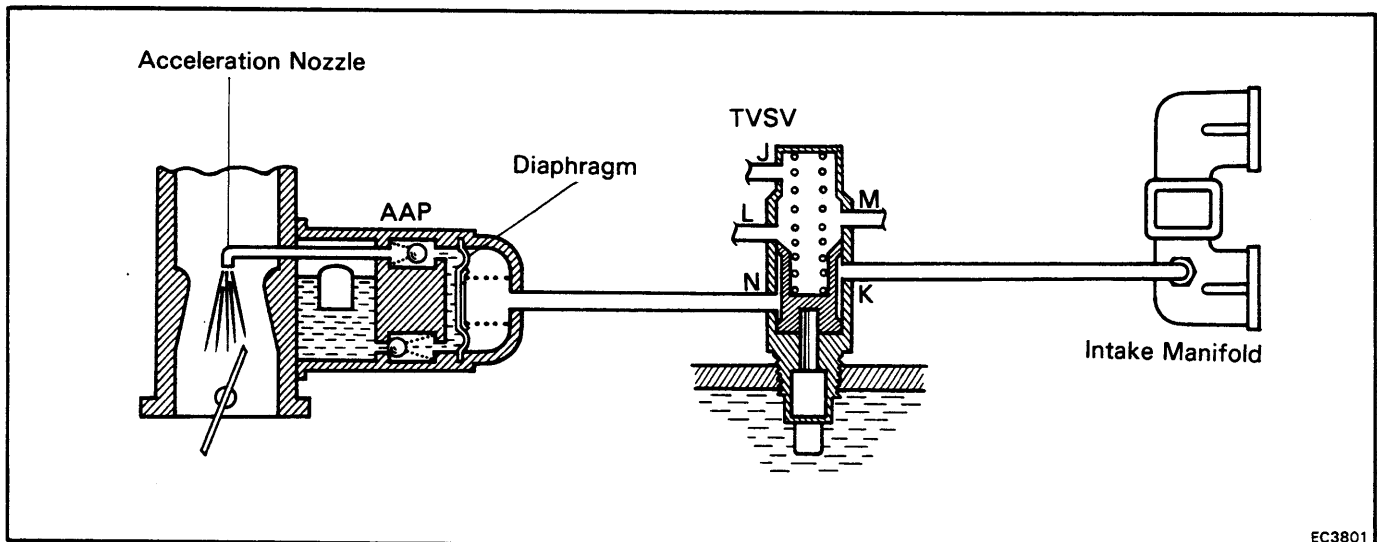 Acceleration Nozzle
TVSV
J
Diaphragm
AAP
L
M
N
K
Intake Manifold
EC3801